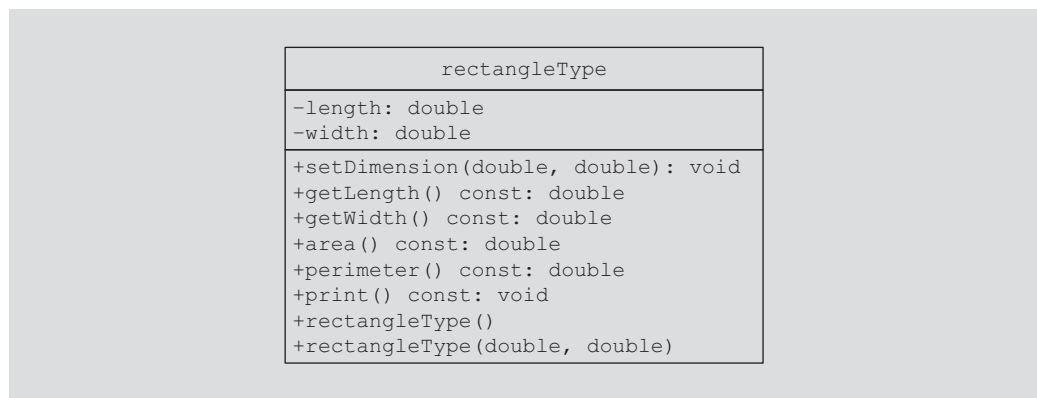 rectangleType
-length: double
-width: double
+setDimension(double, double): void
+getLength() const: double
+getWidth() const: double
+area() const: double
+perimeter() const: double
+print() const: void
+rectangleType()
+rectangleType(double, double)